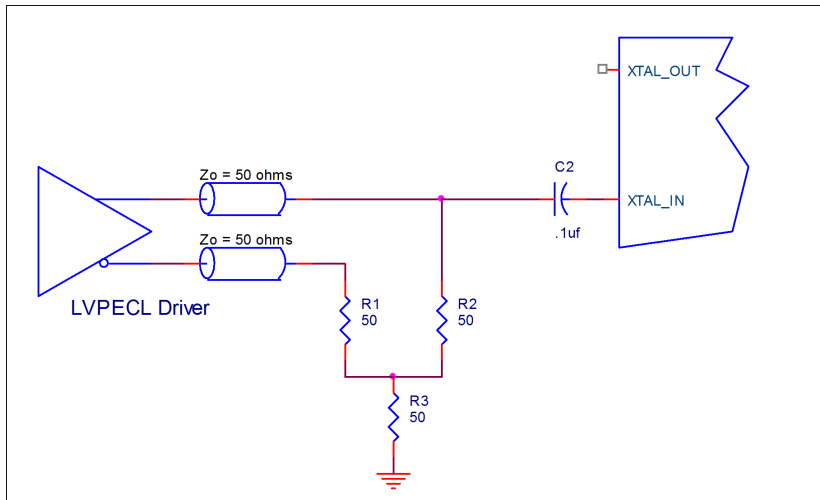 XTAL_OUT
C2
Zo = 50 ohms
XTAL_IN
.1uf
Zo = 50 ohms
LVPECL Driver
R1
50
R2
50
R3
50